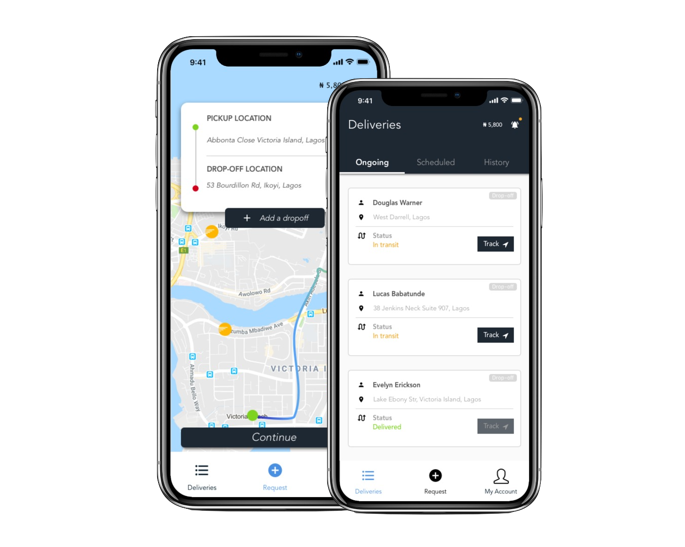 9:41
₦ 5,8
PICKUP LOCATION
Abbonta Close Victoria Island, Lagos
DROP-OFF LOCATION
53 Bourdillon Rd, Ikoyi, Lagos
+ Add a dropoff
Awolowo Rd
Ahmadu Bello Way
VICTORIA I
Victoria
Continue
Deliveries
Request
9:41
Deliveries
₦ 5,800
Ongoing
Scheduled
History
Drop-off
Douglas Warner
West Darrell, Lagos
Status
In transit
Track
Drop-off
Lucas Babatunde
38 Jenkins Neck Suite 907, Lagos
Status
In transit
Track
Drop-off
Evelyn Erickson
Lake Ebony Str, Victoria Island, Lagos
Status
Delivered
Track
Deliveries
Request
My Account